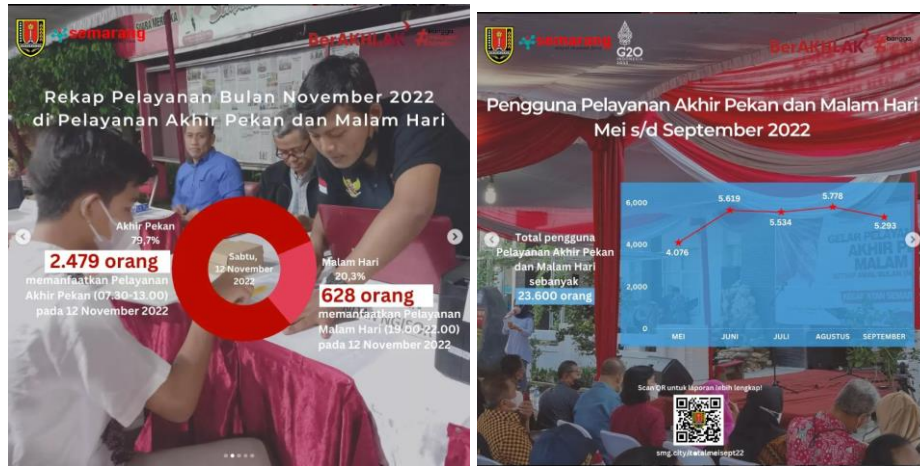 semarang
BerAKHLAK
bangga
Rekap Pelayanan Bulan November 2022
di Pelayanan Akhir Pekan dan Malam Hari
Akhir Pekan
79,7%
2.479 orang
memanfaatkan Pelayanan
Akhir Pekan (07.30-13.00)
pada 12 November 2022
Sabtu,
12 November
2022
Malam Hari
20,3%
628 orang
memanfaatkan Pelayanan
Malam Hari (19.00-22.00)
pada 12 November 2022
semarang
G20
BerAKHLAK
bangga
Pengguna Pelayanan Akhir Pekan dan Malam Hari
Mei s/d September 2022
Total pengguna
Pelayanan Akhir Pekan
dan Malam Hari
sebanyak
23.600 orang
6,000
4,000
2,000
0
4.076
5.619
5.534
5.778
5.293
MEI JUNI JULI AGUSTUS SEPTEMBER
Scan QR untuk laporan lebih lengkap!
smg.city/totalmeisept22